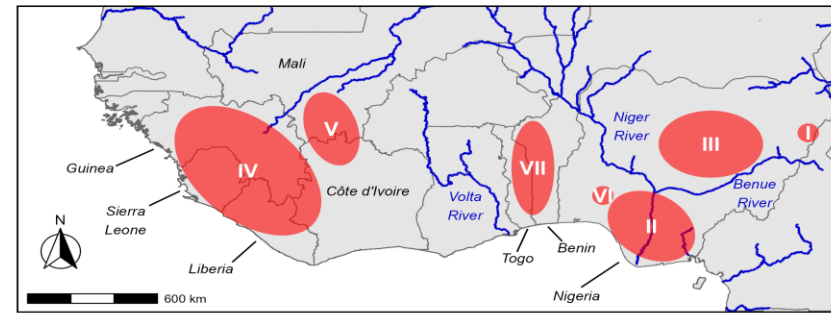 Mali
V
Niger
River
III
I
Guinea
IV
VII
Côte d'Ivoire
Volta
River
Benue
River
VI
II
Sierra
Leone
N
Togo
Benin
Liberia
Nigeria
600 km